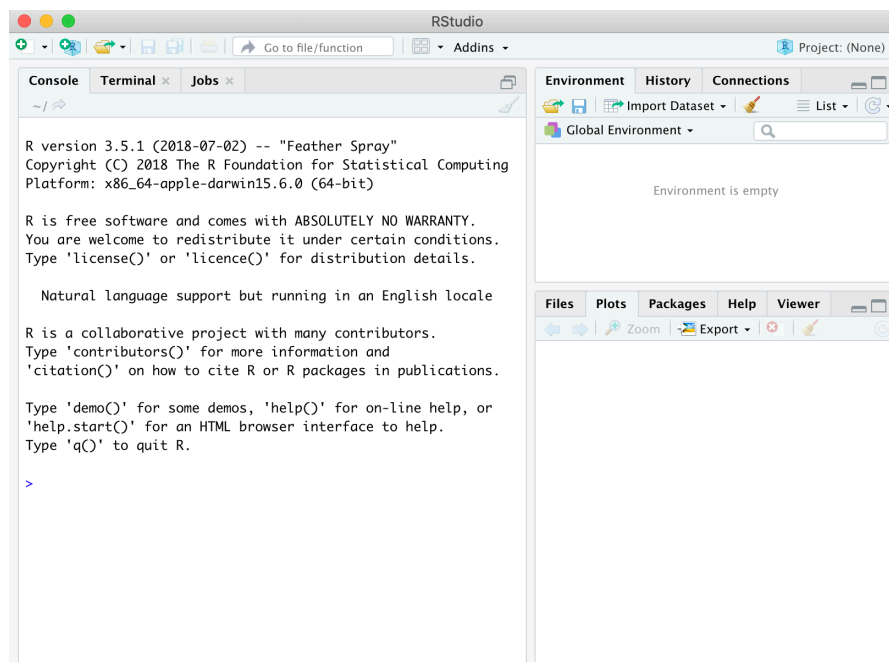 RStudio
Go to file/function
Addins
Project: (None)
Console Terminal Jobs
~/
R version 3.5.1 (2018-07-02) -- "Feather Spray"
Copyright (C) 2018 The R Foundation for Statistical Computing
Platform: x86_64-apple-darwin15.6.0 (64-bit)
R is free software and comes with ABSOLUTELY NO WARRANTY.
You are welcome to redistribute it under certain conditions.
Type 'license()' or 'licence()' for distribution details.
Natural language support but running in an English locale
R is a collaborative project with many contributors.
Type 'contributors()' for more information and
'citation()' on how to cite R or R packages in publications.
Type 'demo()' for some demos, 'help()' for on-line help, or
'help.start()' for an HTML browser interface to help.
Type 'q()' to quit R.
>
Environment History Connections
Import Dataset List
Global Environment
Environment is empty
Files Plots Packages Help Viewer
Zoom Export